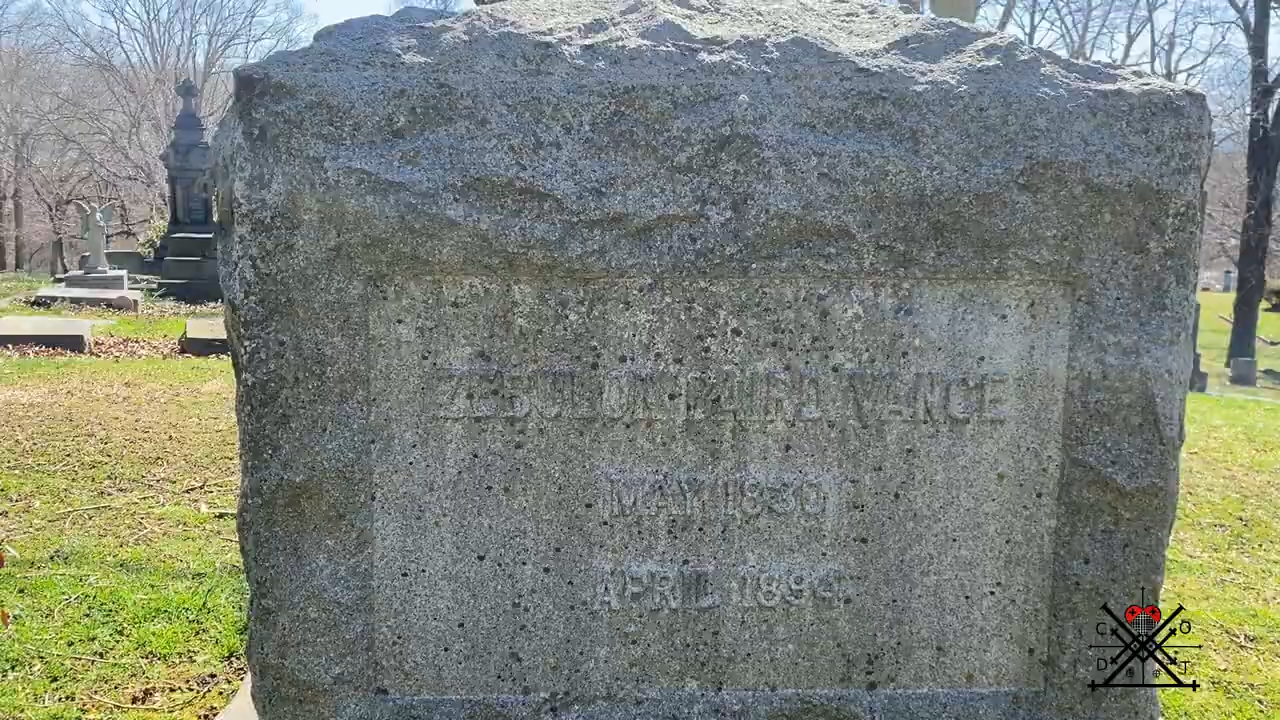 ZEBULON BAIRD VANCE
MAY 1830
APRIL 1894
C O
D T